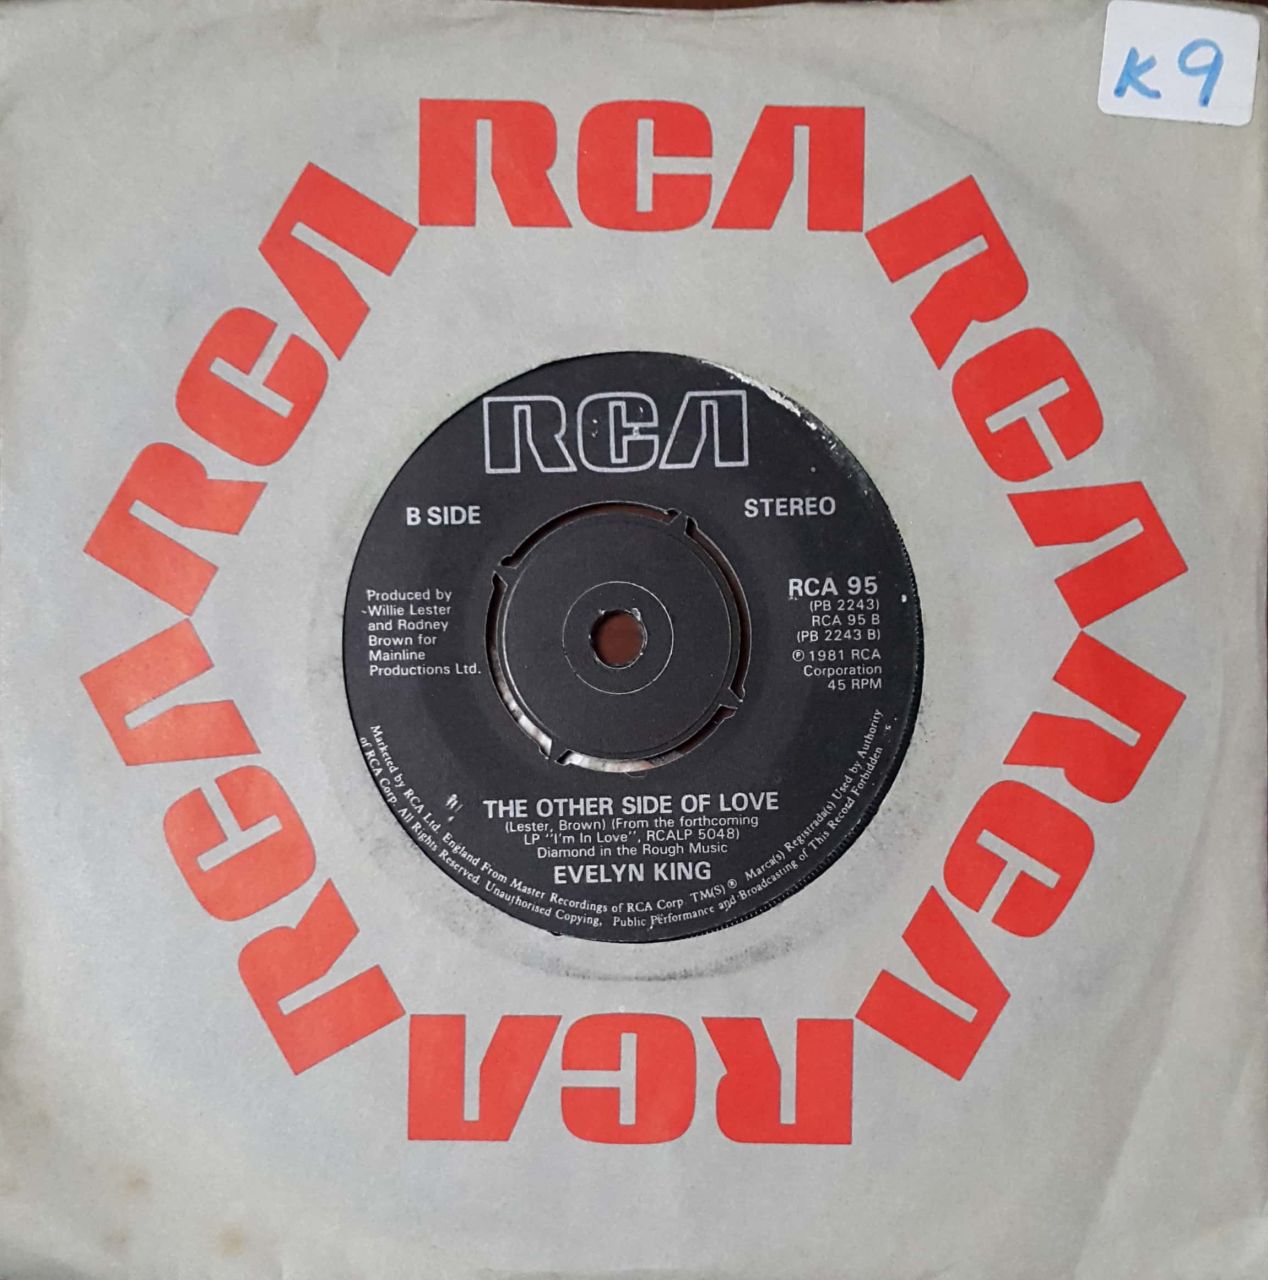 K9
RCA
RCA
RCA
RCA
RCA
RCA
RCA
B SIDE
STEREO
Produced by
Willie Lester
and Rodney
Brown for
Mainline
Productions Ltd.
RCA 95
(PB 2243)
RCA 95 B
(PB 2243 B)
℗ 1981 RCA
Corporation
45 RPM
THE OTHER SIDE OF LOVE
(Lester, Brown) (From the forthcoming
LP "I'm In Love", RCALP 5048)
Diamond in the Rough Music
EVELYN KING
Marketed by RCA Ltd. England From Master Recordings of RCA Corp TM(S) ® Marca(s) Registrada(s) Used by Authority
of RCA Corp. All Rights Reserved. Unauthorised Copying, Public Performance and Broadcasting of This Record Forbidden